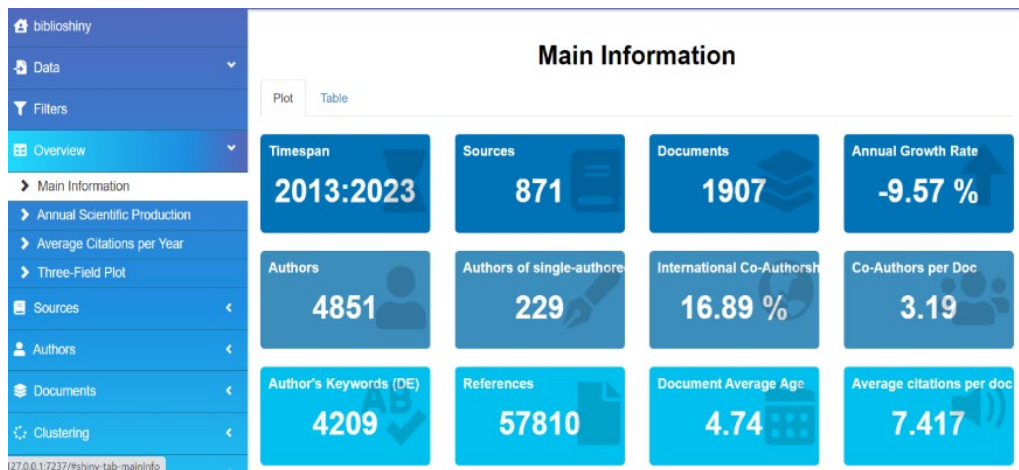 biblioshiny
Data
Filters
Overview
Main Information
Annual Scientific Production
Average Citations per Year
Three-Field Plot
Sources
Authors
Documents
Clustering
127.0.0.1:7237/#shiny-tab-mainInfo
Main Information
Plot Table
Timespan
2013:2023
Sources
871
Documents
1907
Annual Growth Rate
-9.57 %
Authors
4851
Authors of single-authore
229
International Co-Authorsh
16.89 %
Co-Authors per Doc
3.19
Author's Keywords (DE)
4209
AB
References
57810
Document Average Age
4.74
Average citations per doc
7.417